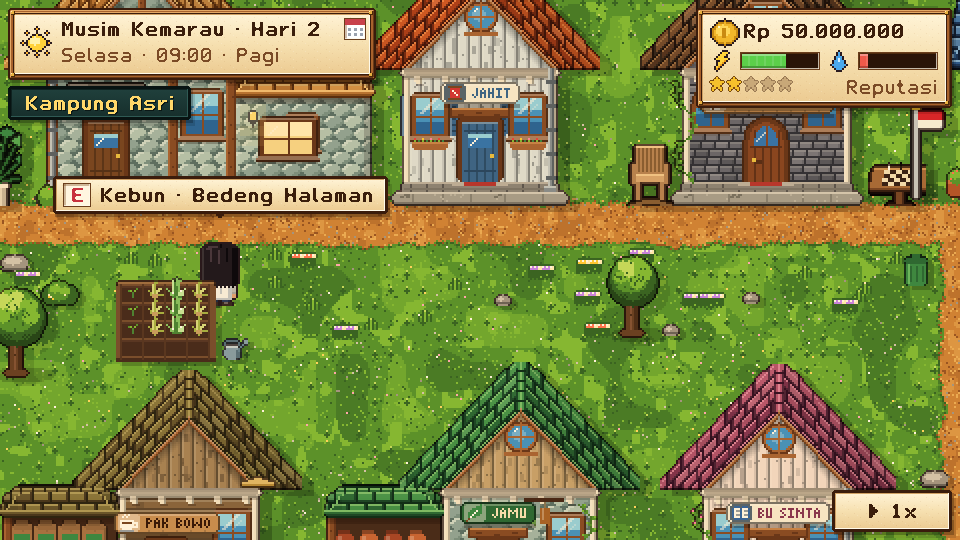 Musim Kemarau · Hari 2
Selasa · 09:00 · Pagi
Rp 50.000.000
Reputasi
Kampung Asri
JAHIT
E Kebun · Bedeng Halaman
PAK BOWO
JAMU
BU SINTA
1x